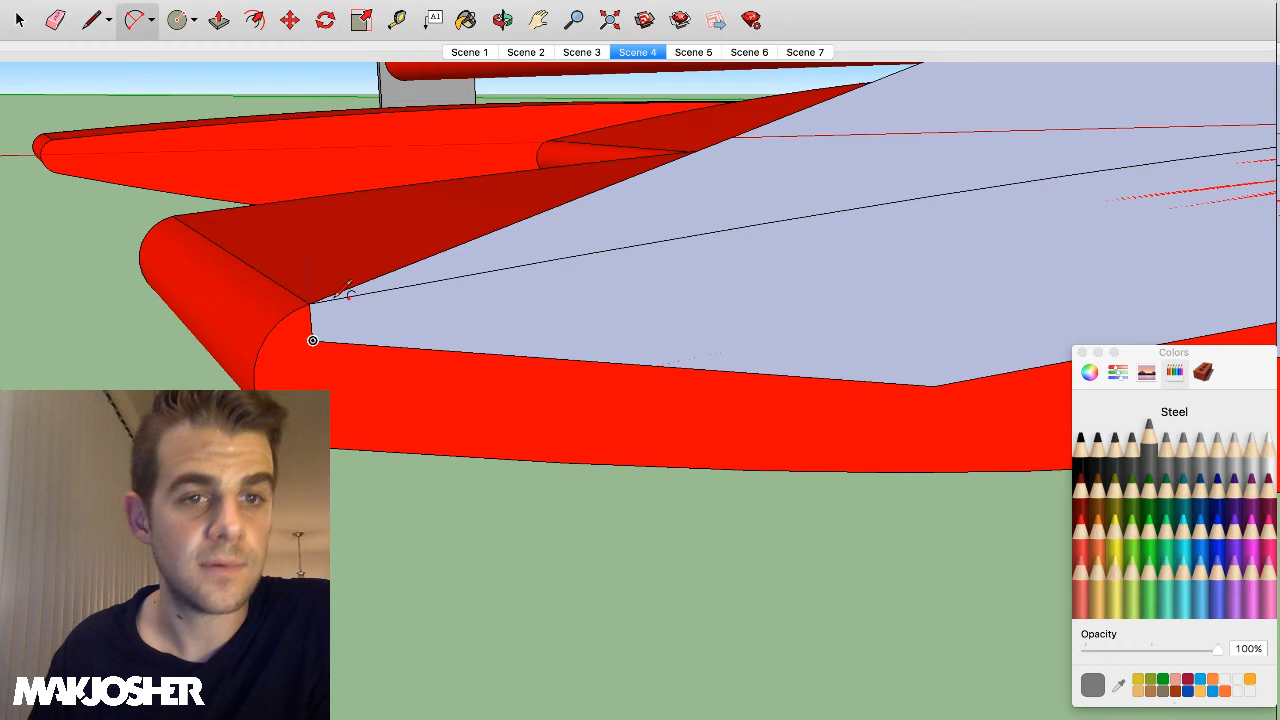 A1
Scene 1
Scene 2
Scene 3
Scene 4
Scene 5
Scene 6
Scene 7
Colors
Steel
Opacity
100%
MAKJOSHER